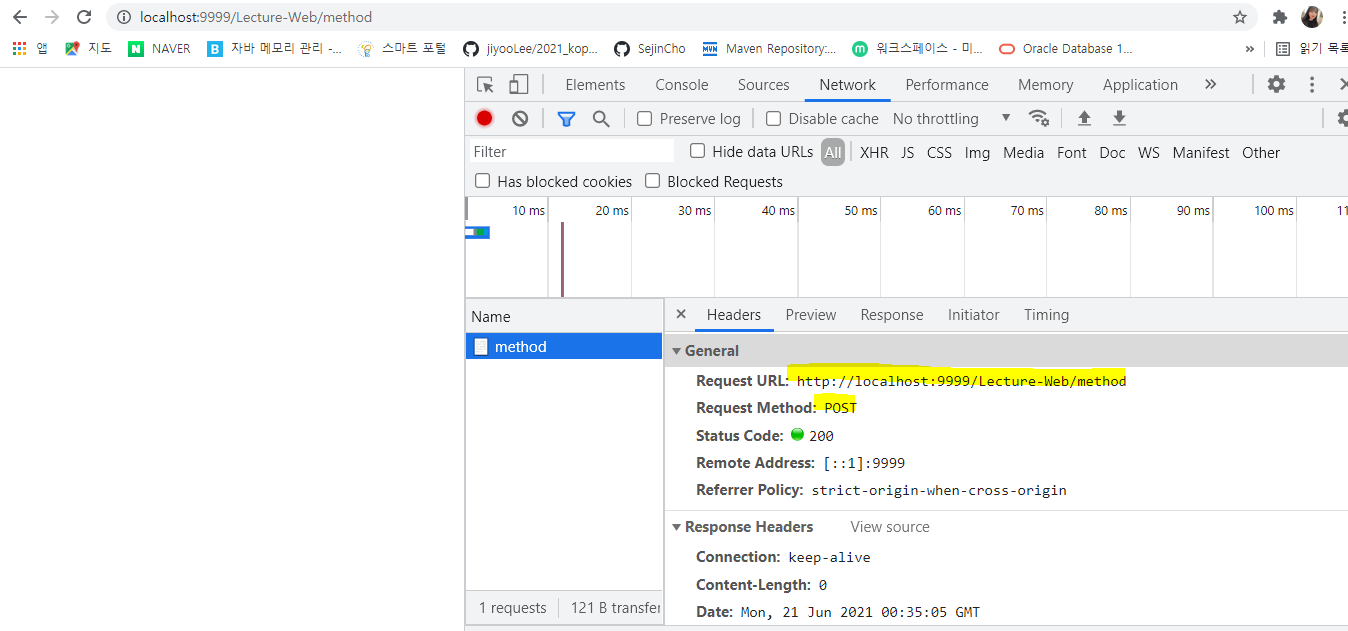 localhost:9999/Lecture-Web/method
앱 지도 NAVER 자바 메모리 관리 -... 스마트 포털 jiyooLee/2021_kop... SejinCho Maven Repository:... 워크스페이스 - 미... Oracle Database 1... » 읽기 목록
Elements Console Sources Network Performance Memory Application »
Preserve log Disable cache No throttling
Filter Hide data URLs All XHR JS CSS Img Media Font Doc WS Manifest Other
Has blocked cookies Blocked Requests
10 ms 20 ms 30 ms 40 ms 50 ms 60 ms 70 ms 80 ms 90 ms 100 ms 11
Name Headers Preview Response Initiator Timing
method
General
Request URL: http://localhost:9999/Lecture-Web/method
Request Method: POST
Status Code: 200
Remote Address: [::1]:9999
Referrer Policy: strict-origin-when-cross-origin
Response Headers View source
Connection: keep-alive
Content-Length: 0
Date: Mon, 21 Jun 2021 00:35:05 GMT
1 requests 121 B transfer